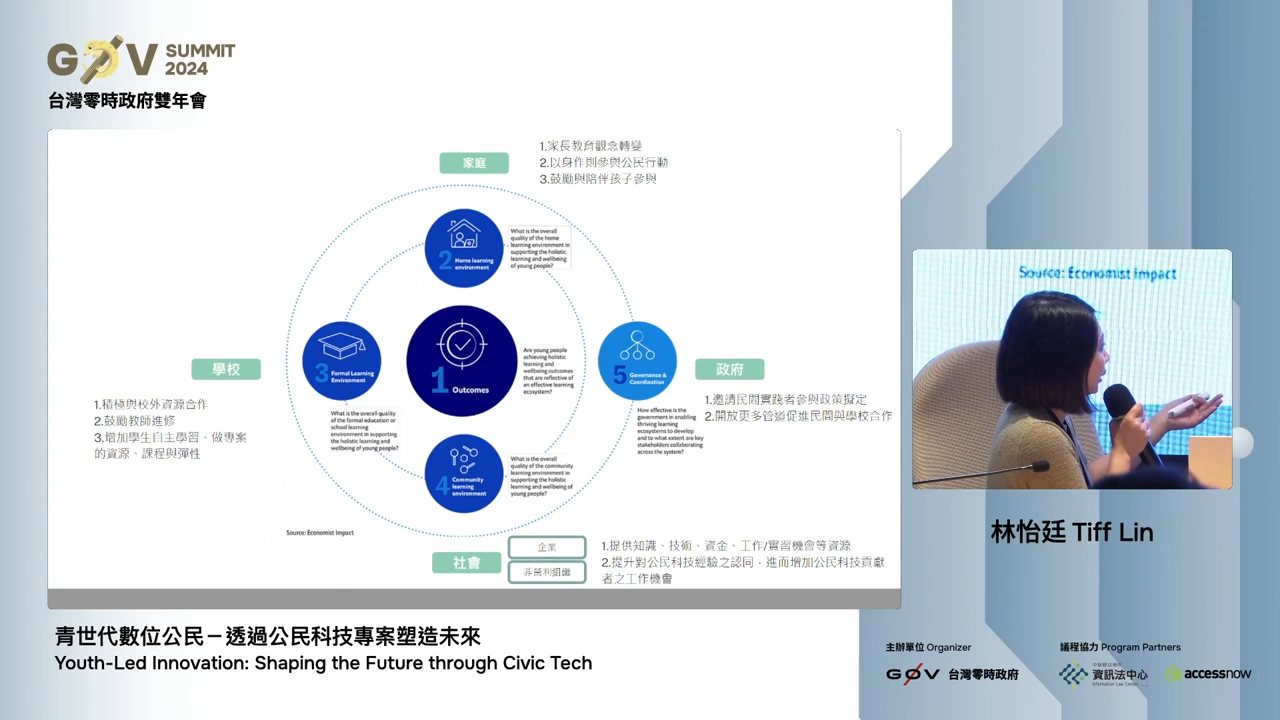 G0V SUMMIT 2024
台灣零時政府雙年會
家庭
1.家長教育觀念轉變
2.以身作則參與公民行動
3.鼓勵與陪伴孩子參與
2 Home learning environment
What is the overall
quality of the home
learning environment in
supporting the holistic
learning and wellbeing
of young people?
學校
1.積極與校外資源合作
2.鼓勵教師進修
3.增加學生自主學習、做專案
的資源、課程與彈性
3 Formal Learning Environment
What is the overall quality
of the formal education or
school learning
environment in supporting
the holistic learning and
wellbeing of young people?
1 Outcomes
Are young people
achieving holistic
learning and
wellbeing outcomes
that are reflective of
an effective learning
ecosystem?
5 Governance & Coordination
How effective is the
government in enabling
thriving learning
ecosystems to develop
and to what extent are key
stakeholders collaborating
across the system?
政府
1.邀請民間實踐者參與政策擬定
2.開放更多管道促進民間與學校合作
4 Community learning environment
What is the overall
quality of the community
learning environment in
supporting the holistic
learning and wellbeing of
young people?
Source: Economist Impact
社會
企業
非營利組織
1.提供知識、技術、資金、工作/實習機會等資源
2.提升對公民科技經驗之認同，進而增加公民科技貢獻
者之工作機會
Source: Economist Impact
林怡廷 Tiff Lin
青世代數位公民－透過公民科技專案塑造未來
Youth-Led Innovation: Shaping the Future through Civic Tech
主辦單位 Organizer
G0V 台灣零時政府
議程協力 Program Partners
資訊法中心
Information Law Center
accessnow